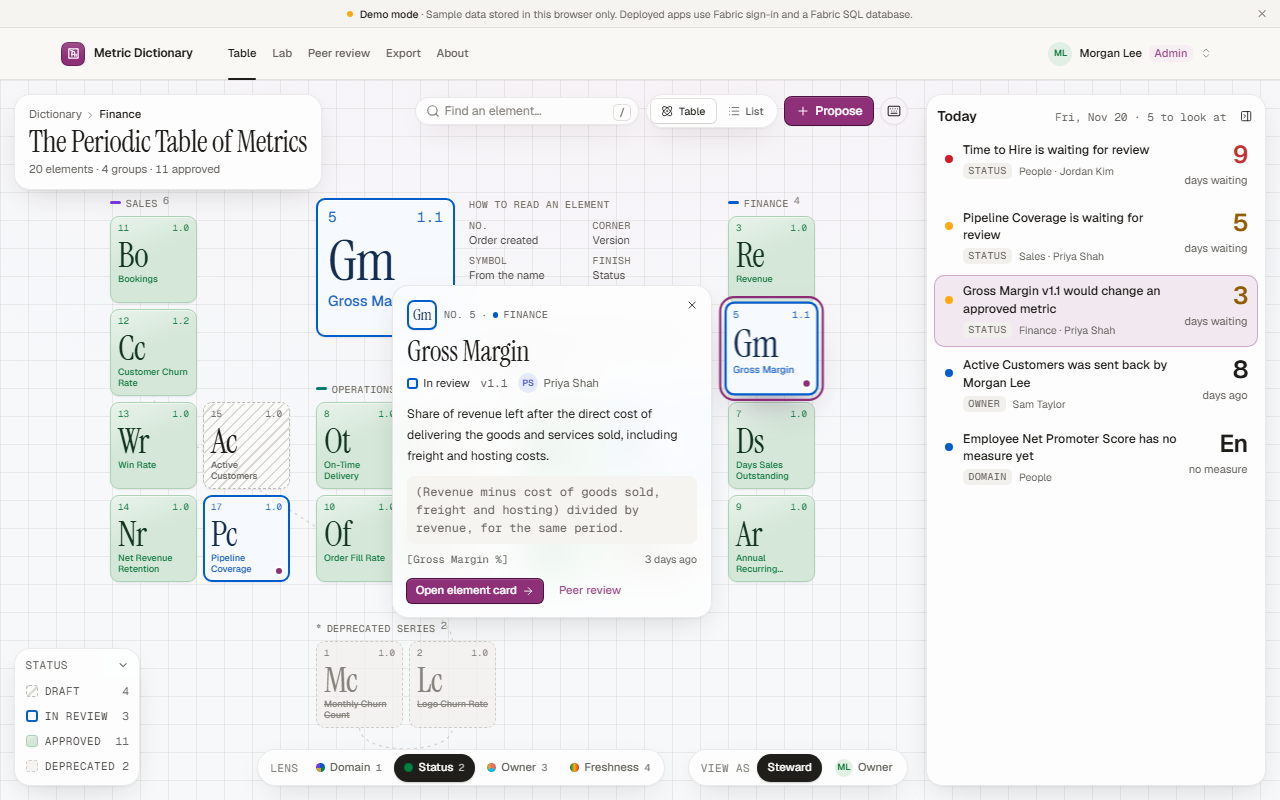 Demo mode · Sample data stored in this browser only. Deployed apps use Fabric sign-in and a Fabric SQL database.
Metric Dictionary
Table
Lab
Peer review
Export
About
ML Morgan Lee Admin
Dictionary > Finance
The Periodic Table of Metrics
20 elements · 4 groups · 11 approved
Find an element… /
Table
List
+ Propose
SALES 6
11 1.0
Bo
Bookings
12 1.2
Cc
Customer Churn
Rate
13 1.0
Wr
Win Rate
15 1.0
Ac
Active
Customers
14 1.0
Nr
Net Revenue
Retention
17 1.0
Pc
Pipeline
Coverage
5 1.1
Gm
Gross Ma
HOW TO READ AN ELEMENT
NO.
Order created
CORNER
Version
SYMBOL
From the name
FINISH
Status
OPERATIONS
8
Ot
On-Time
Delivery
10
Of
Order Fill Rate
FINANCE 4
3 1.0
Re
Revenue
5 1.1
Gm
Gross Margin
7 1.0
Ds
Days Sales
Outstanding
9 1.0
Ar
Annual
Recurring…
Gm NO. 5 · FINANCE
Gross Margin
In review v1.1 PS Priya Shah
Share of revenue left after the direct cost of
delivering the goods and services sold, including
freight and hosting costs.
(Revenue minus cost of goods sold,
freight and hosting) divided by
revenue, for the same period.
[Gross Margin %] 3 days ago
Open element card →
Peer review
* DEPRECATED SERIES 2
1 1.0
Mc
Monthly Churn
Count
2 1.0
Lc
Logo Churn Rate
STATUS
DRAFT 4
IN REVIEW 3
APPROVED 11
DEPRECATED 2
LENS
Domain 1
Status 2
Owner 3
Freshness 4
VIEW AS
Steward
ML Owner
Today
Fri, Nov 20 · 5 to look at
Time to Hire is waiting for review
STATUS People · Jordan Kim
9
days waiting
Pipeline Coverage is waiting for
review
STATUS Sales · Priya Shah
5
days waiting
Gross Margin v1.1 would change an
approved metric
STATUS Finance · Priya Shah
3
days waiting
Active Customers was sent back by
Morgan Lee
OWNER Sam Taylor
8
days ago
Employee Net Promoter Score has no
measure yet
DOMAIN People
En
no measure